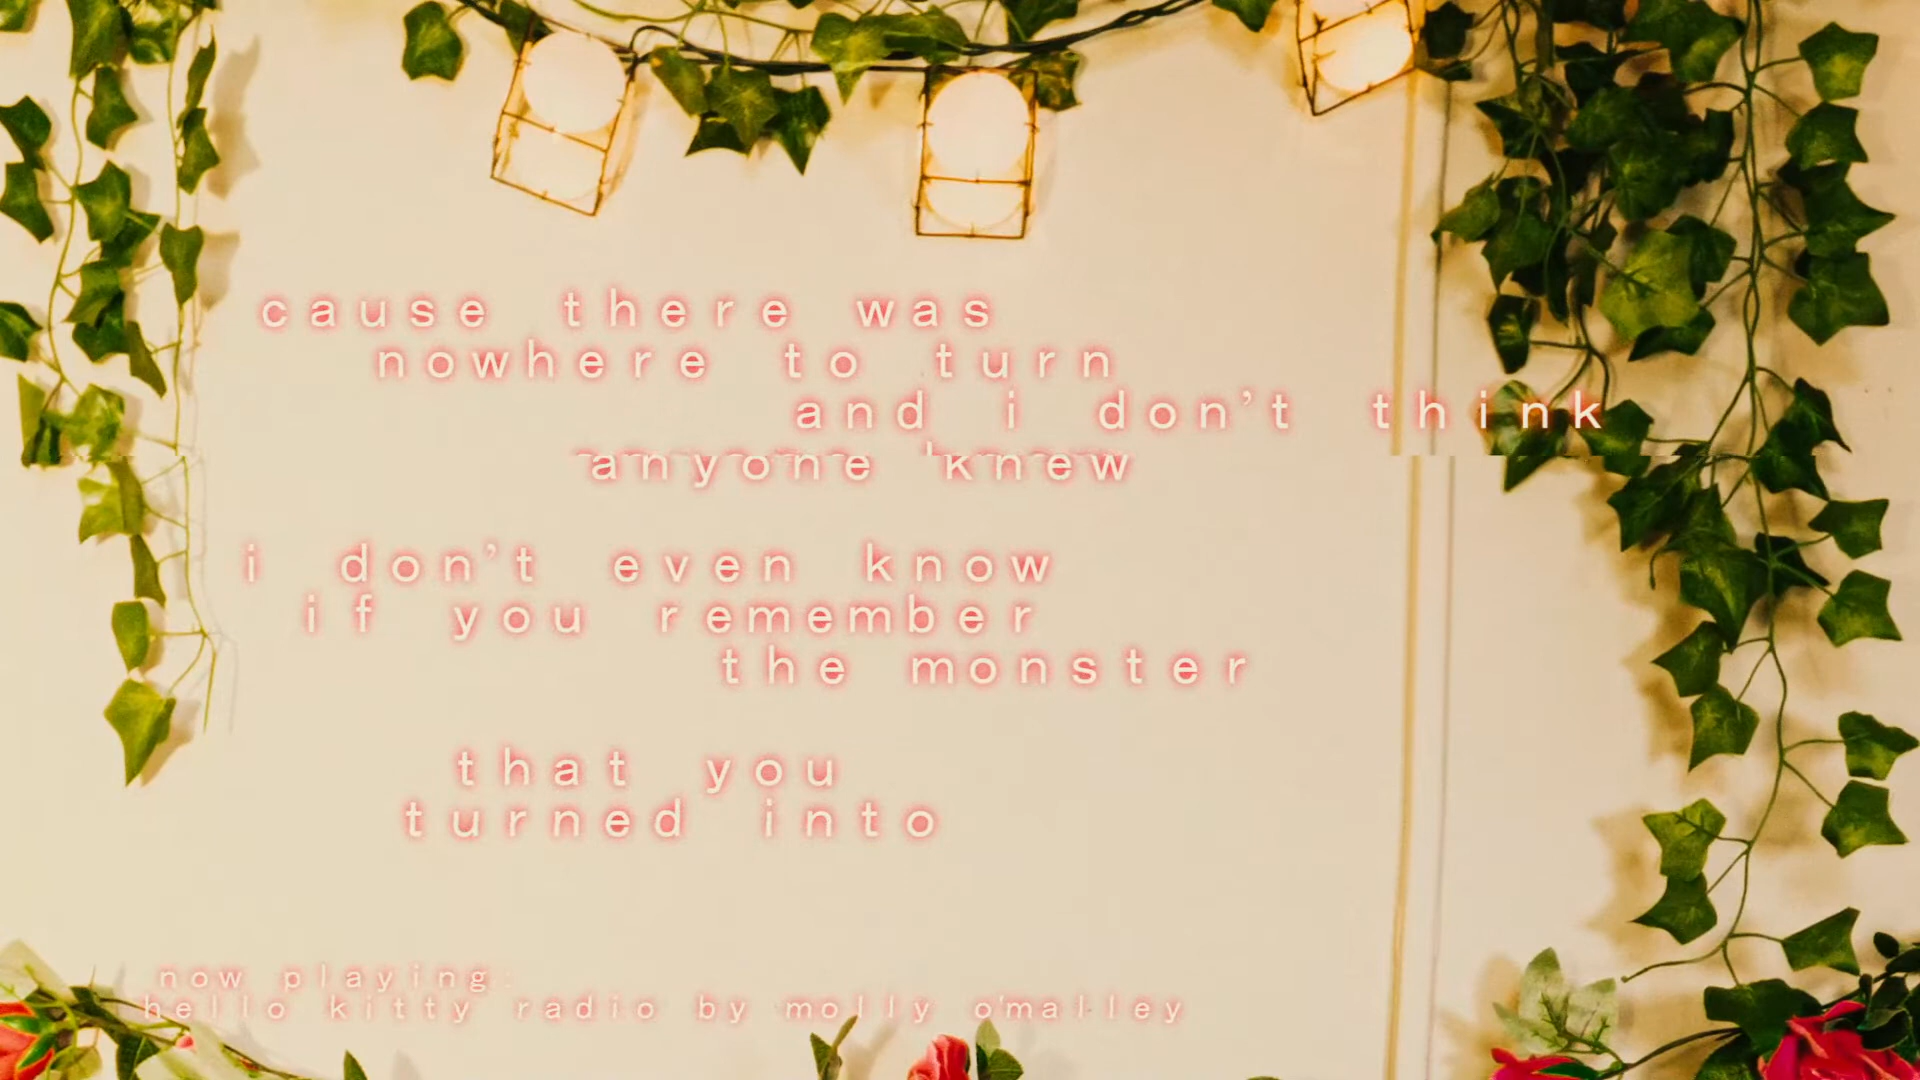 cause there was
nowhere to turn
and i don't think
anyone knew
i don't even know
if you remember
the monster
that you
turned into
now playing:
hello kitty radio by molly o'malley